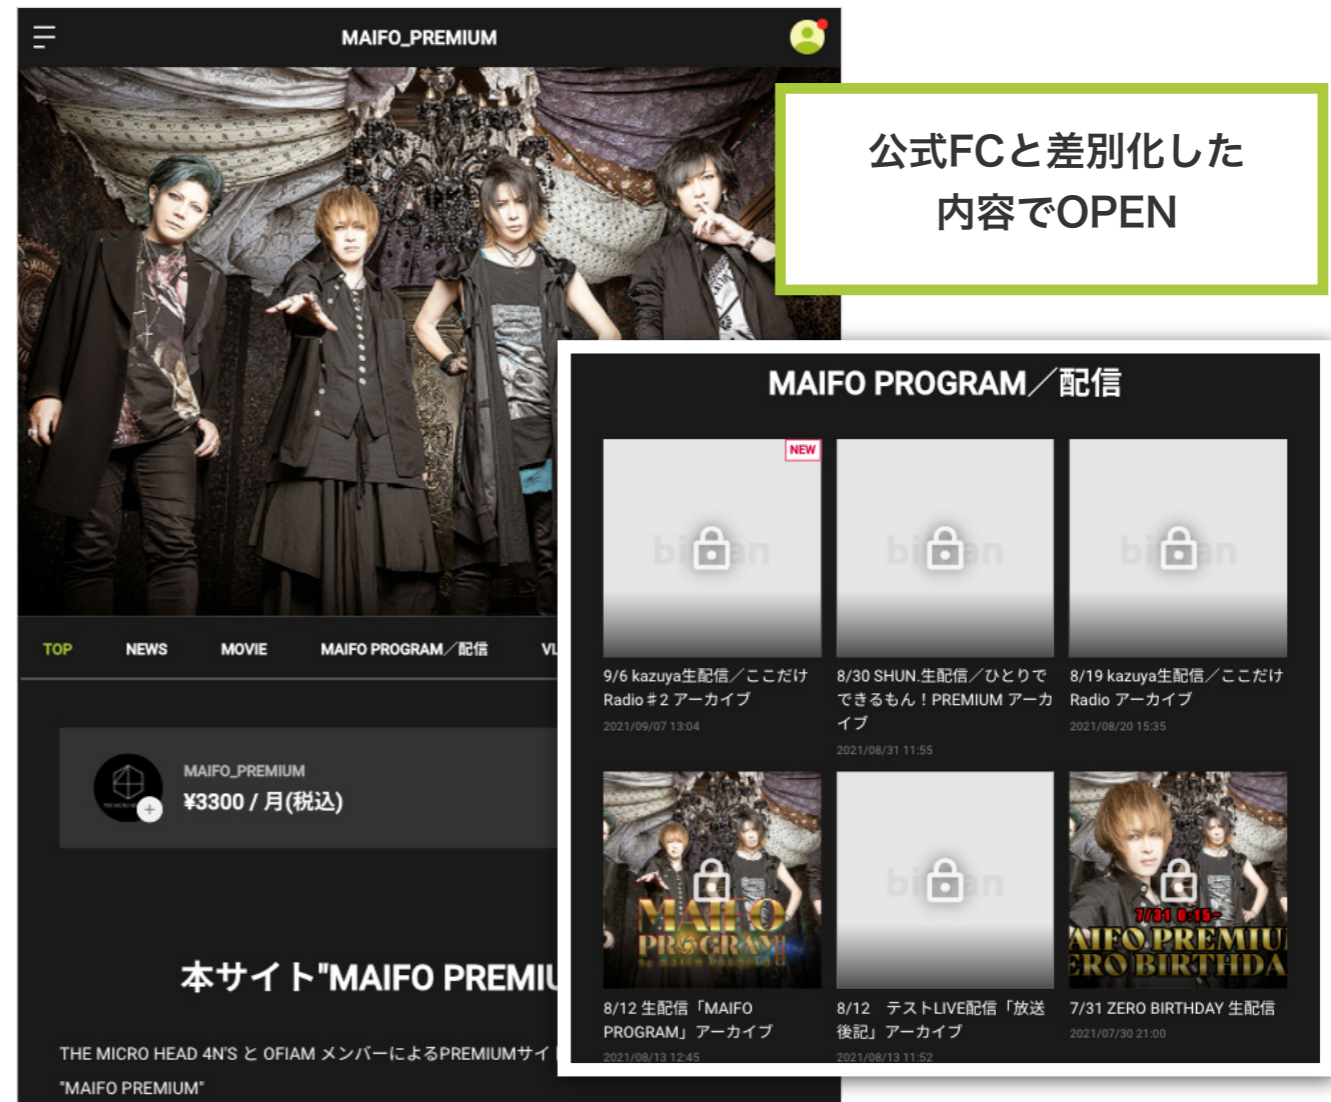 MAIFO_PREMIUM
公式FCと差別化した
内容でOPEN
TOP
NEWS
MOVIE
MAIFO PROGRAM／配信
MAIFO_PREMIUM
¥3300 / 月(税込)
本サイト"MAIFO PREMIU
THE MICRO HEAD 4N'S と OFIAM メンバーによるPREMIUMサイ
"MAIFO PREMIUM"
MAIFO PROGRAM／配信
NEW
9/6 kazuya生配信／ここだけ
Radio♯2 アーカイブ
2021/09/07 13:04
8/30 SHUN.生配信／ひとりで
できるもん！PREMIUM アーカ
イブ
2021/08/31 11:55
8/19 kazuya生配信／ここだけ
Radio アーカイブ
2021/08/20 15:35
MAIFO
PROGRAM
8/12 生配信「MAIFO
PROGRAM」アーカイブ
2021/08/13 12:45
8/12　テストLIVE配信「放送
後記」アーカイブ
2021/08/13 11:52
7/31 0:15~
AIFO PREMIU
ERO BIRTHDA
7/31 ZERO BIRTHDAY 生配信
2021/07/30 21:00